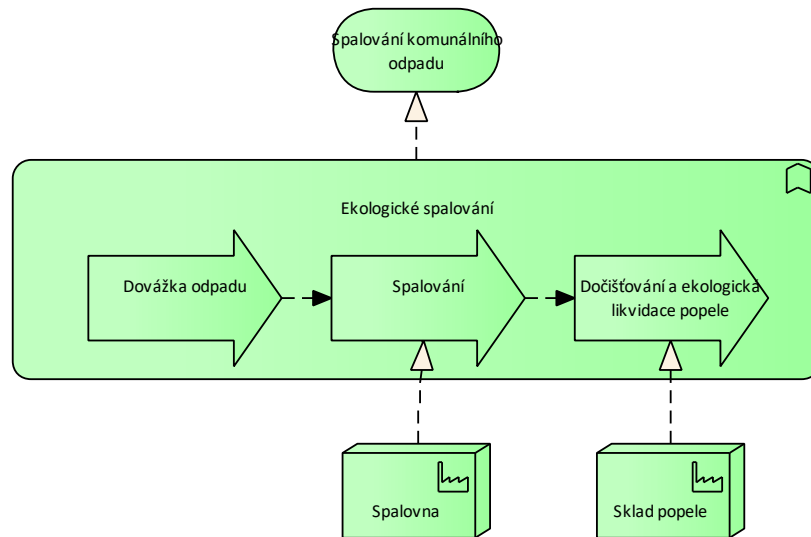 Spalování komunálního
odpadu
Ekologické spalování
Dovážka odpadu
Spalování
Dočišťování a ekologická
likvidace popele
Spalovna
Sklad popele